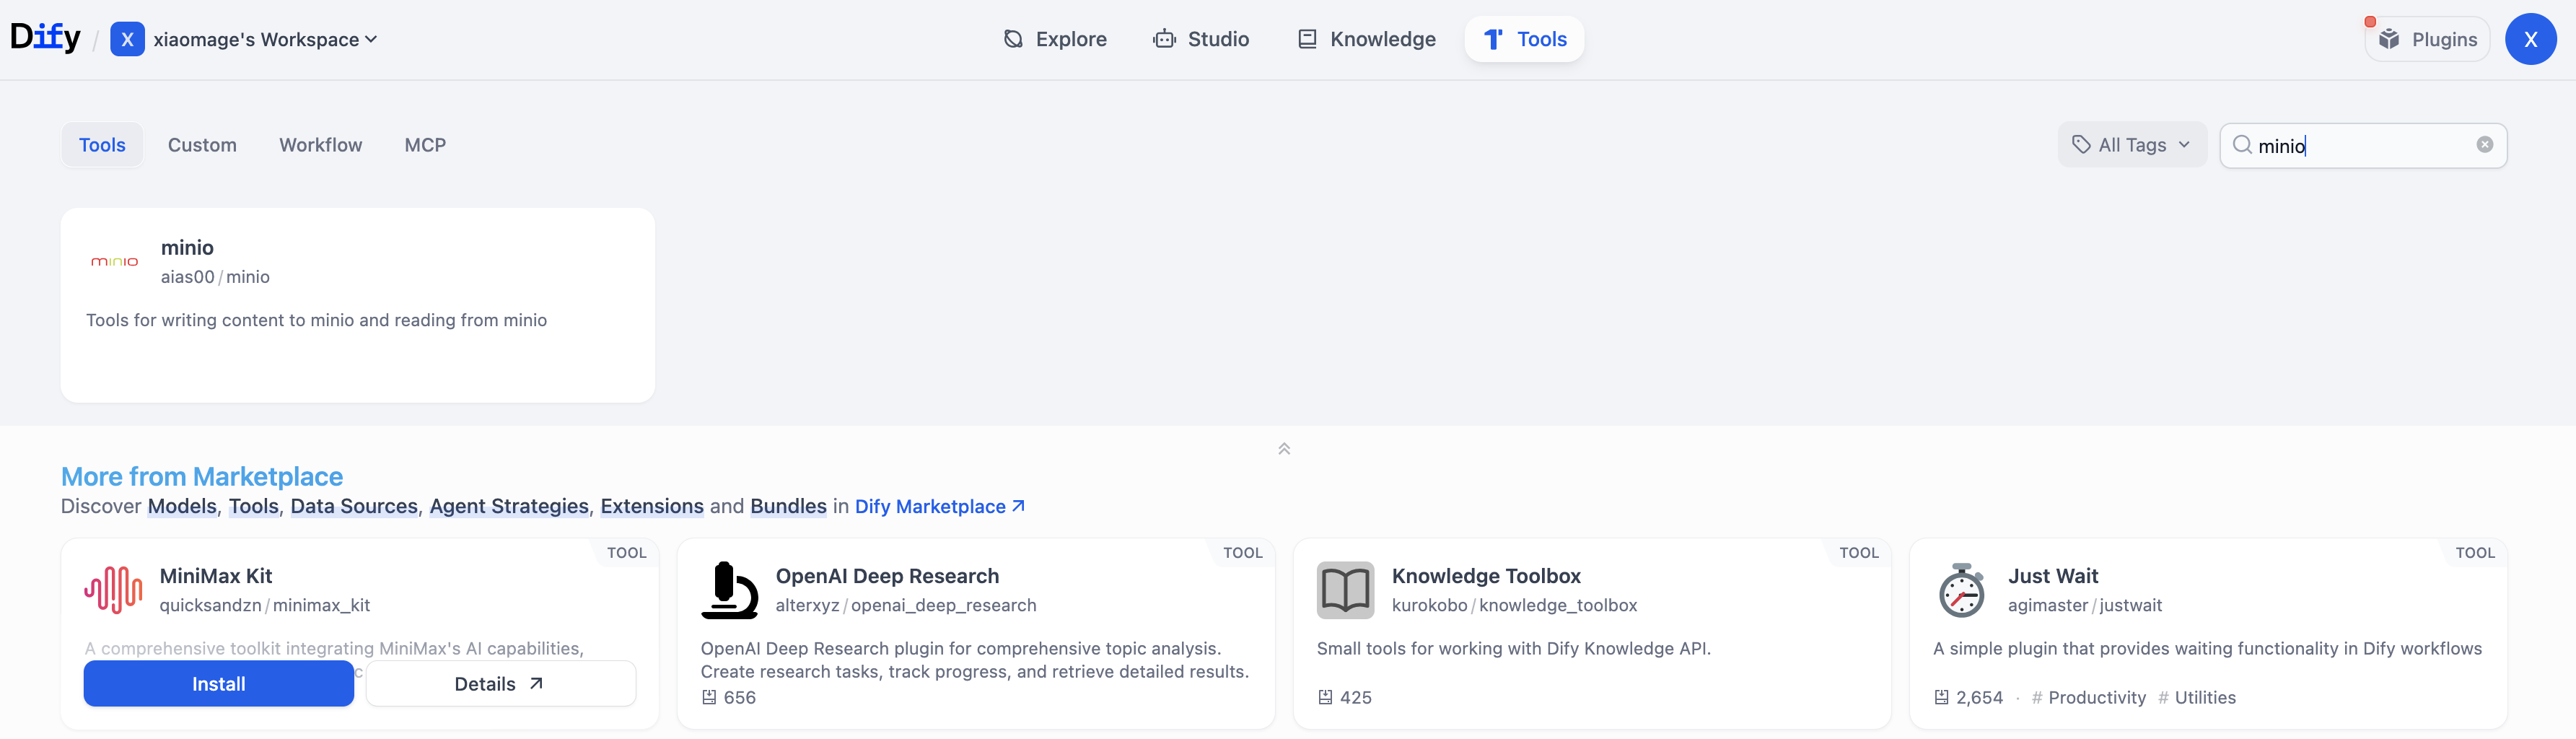 Dify / X xiaomage's Workspace
Explore Studio Knowledge Tools
Plugins X
Tools Custom Workflow MCP
All Tags minio
minio
minio
aias00 / minio
Tools for writing content to minio and reading from minio
More from Marketplace
Discover Models, Tools, Data Sources, Agent Strategies, Extensions and Bundles in Dify Marketplace
TOOL
MiniMax Kit
quicksandzn / minimax_kit
A comprehensive toolkit integrating MiniMax's AI capabilities,
Install Details
TOOL
OpenAI Deep Research
alterxyz / openai_deep_research
OpenAI Deep Research plugin for comprehensive topic analysis.
Create research tasks, track progress, and retrieve detailed results.
656
TOOL
Knowledge Toolbox
kurokobo / knowledge_toolbox
Small tools for working with Dify Knowledge API.
425
TOOL
Just Wait
agimaster / justwait
A simple plugin that provides waiting functionality in Dify workflows
2,654 · # Productivity # Utilities